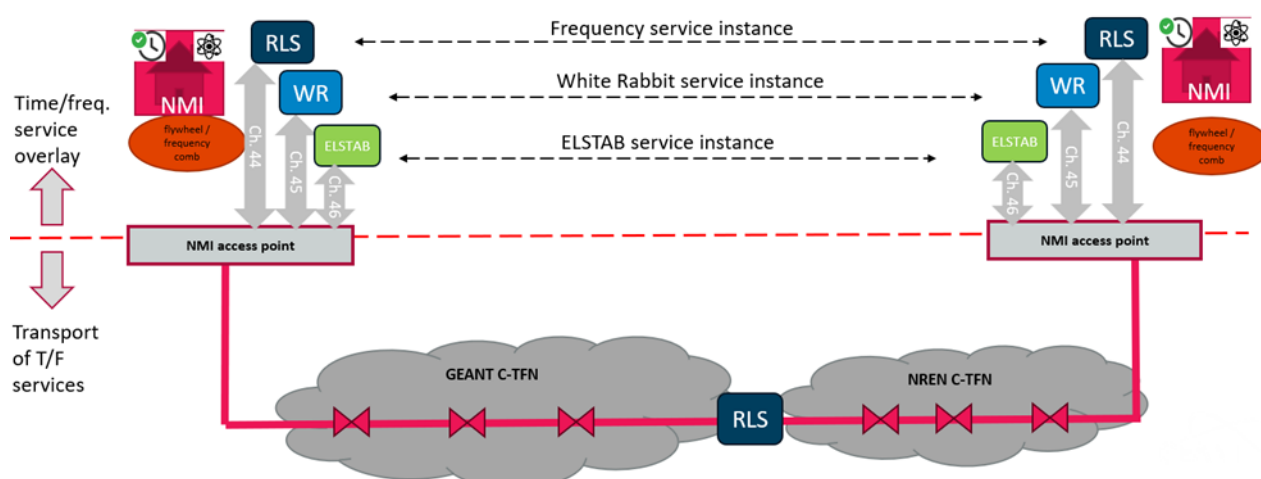 RLS
Frequency service instance
RLS
WR
White Rabbit service instance
WR
NMI
NMI
Time/freq.
service
overlay
flywheel /
frequency
comb
ELSTAB
ELSTAB service instance
ELSTAB
flywheel /
frequency
comb
Ch. 44
Ch. 45
Ch. 46
Ch. 46
Ch. 45
Ch. 44
NMI access point
NMI access point
Transport
of T/F
services
GEANT C-TFN
NREN C-TFN
RLS